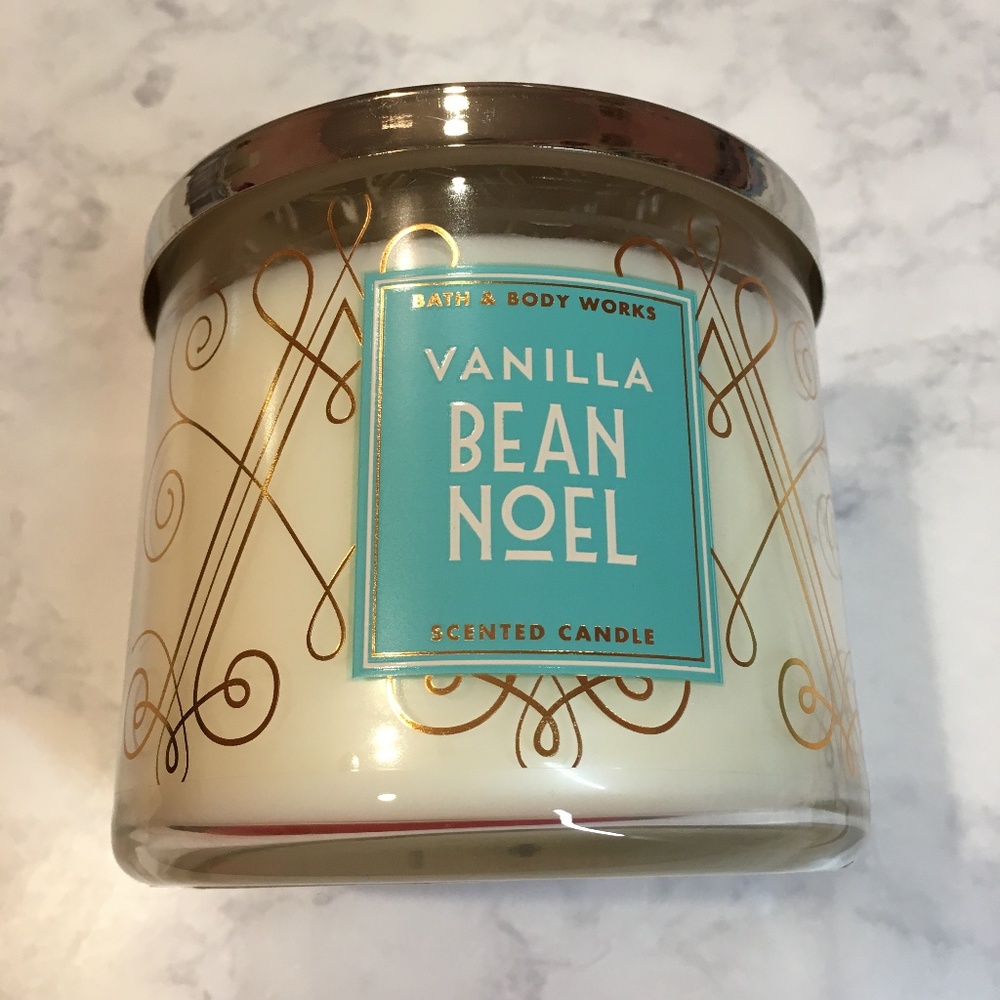 BATH & BODY WORKS
VANILLA
BEAN
NOEL
SCENTED CANDLE